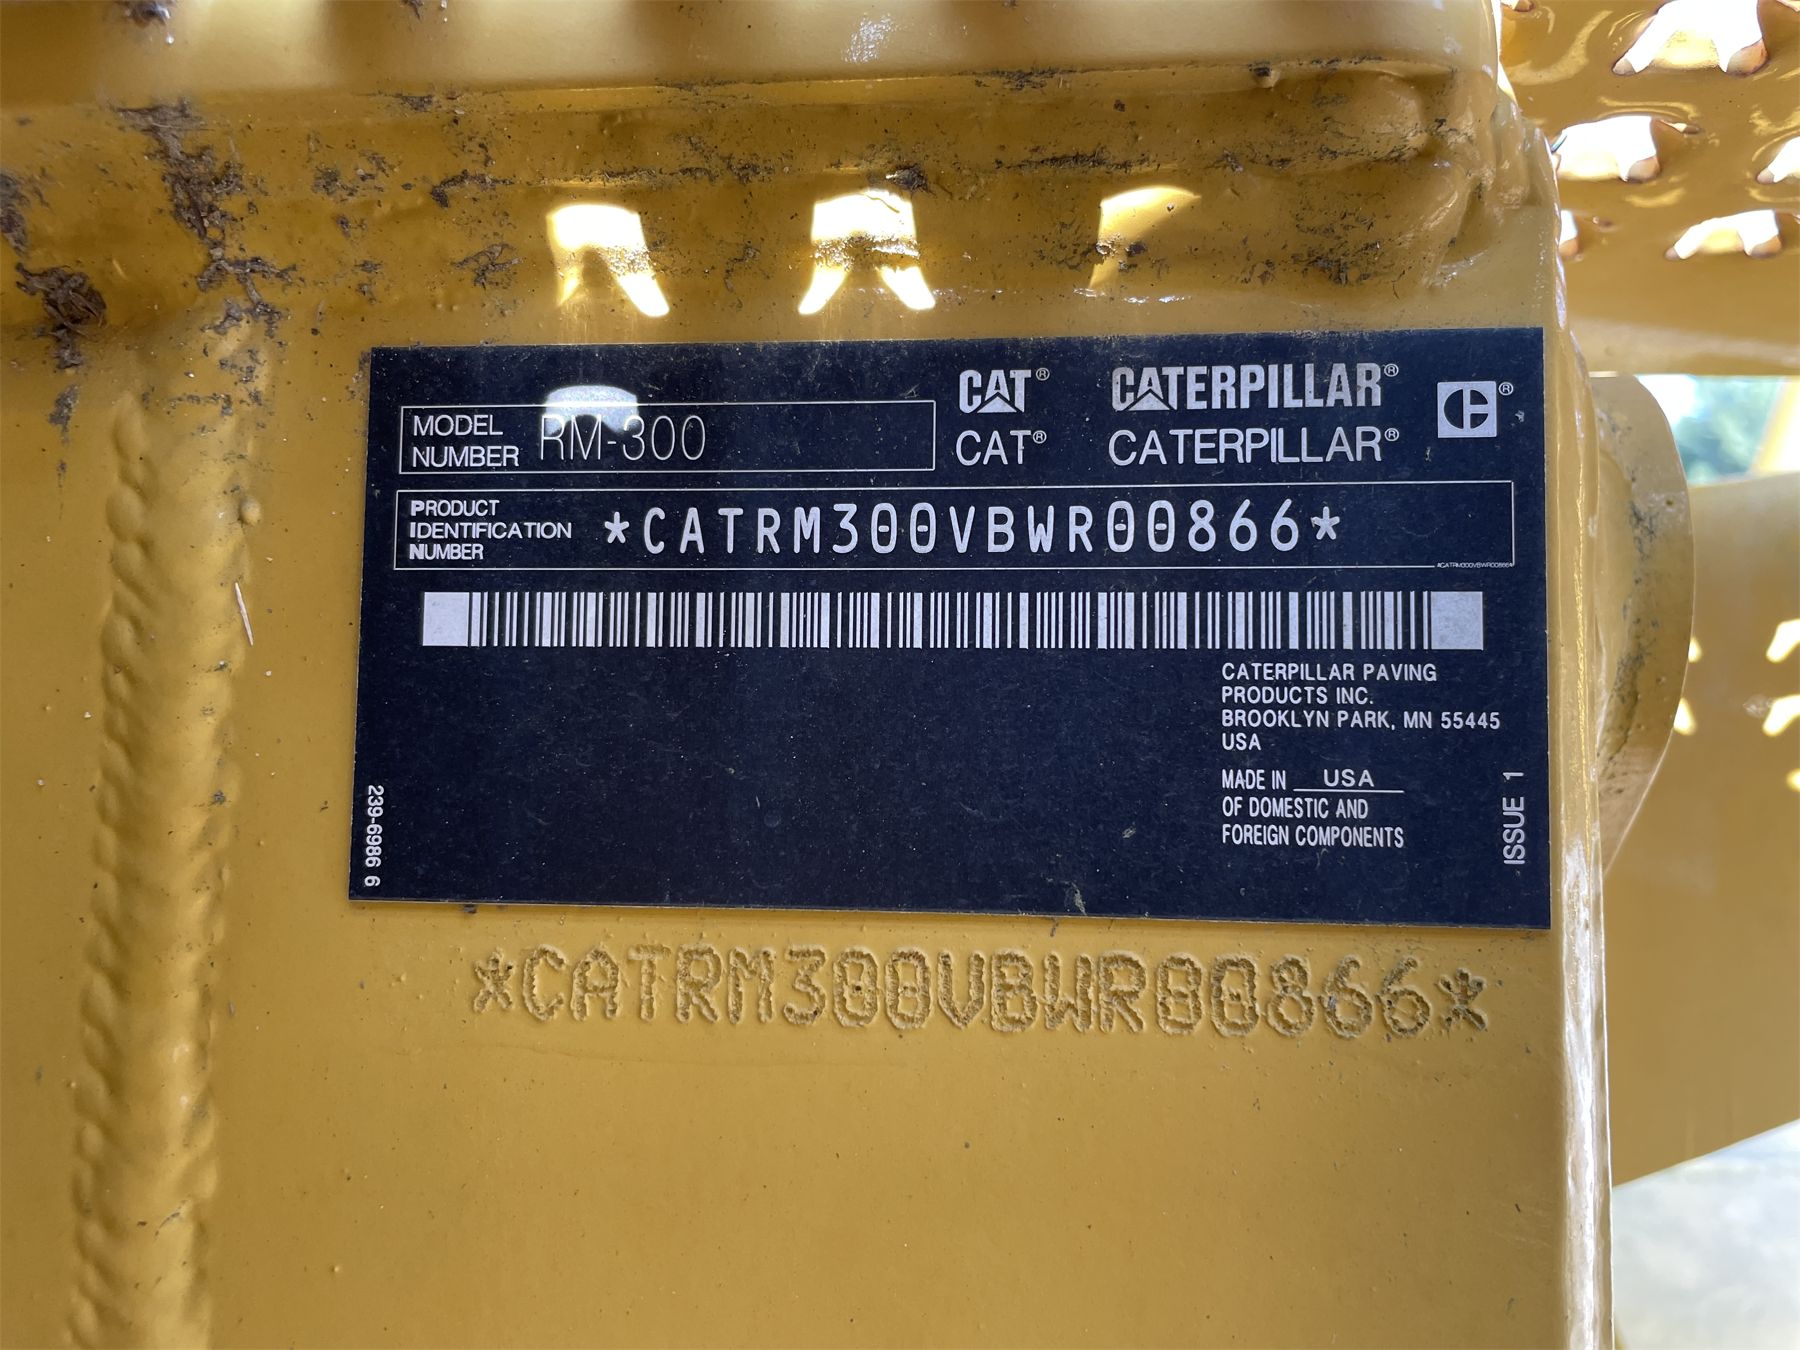 MODEL NUMBER RM-300
CAT® CATERPILLAR® ®
CAT® CATERPILLAR®
PRODUCT IDENTIFICATION NUMBER *CATRM300VBWR00866*
*CATRM300VBWR00866*
CATERPILLAR PAVING
PRODUCTS INC.
BROOKLYN PARK, MN 55445
USA
MADE IN USA
OF DOMESTIC AND
FOREIGN COMPONENTS
239-6986 6
ISSUE 1
*CATRM300VBWR00866*